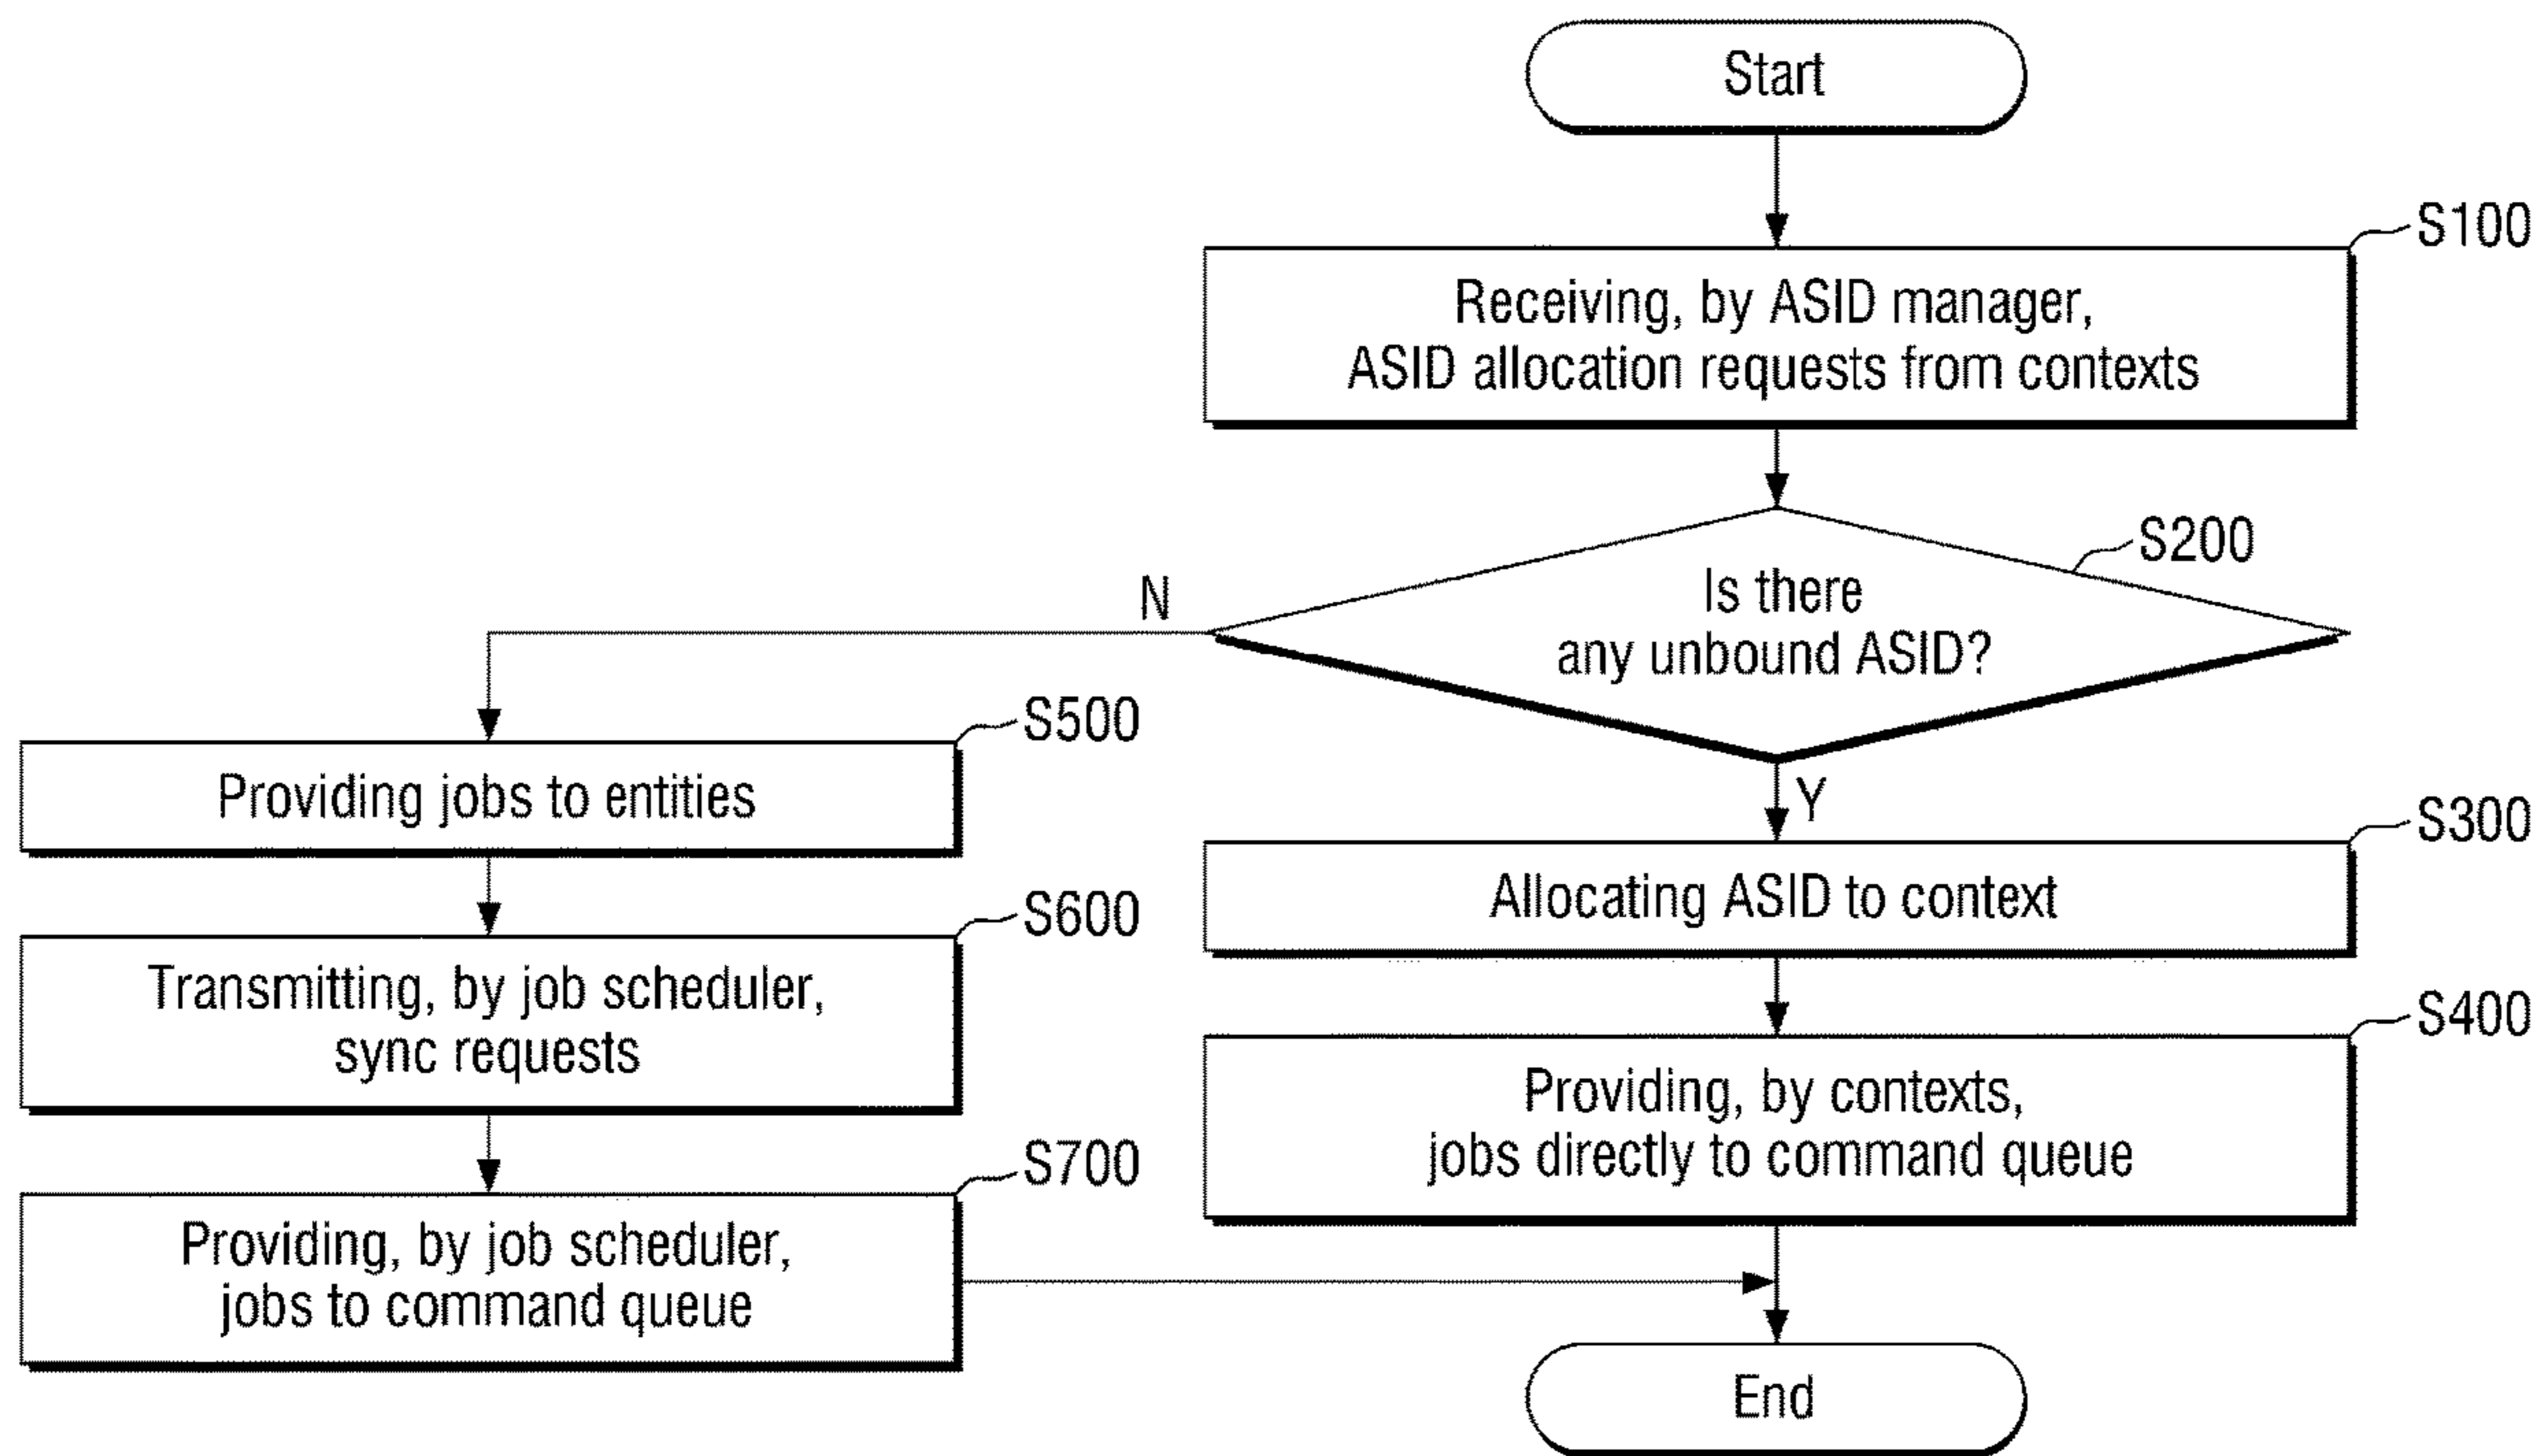 Start
S100
Receiving, by ASID manager,
ASID allocation requests from contexts
S200
Is there
any unbound ASID?
N
Y
S500
Providing jobs to entities
S600
Transmitting, by job scheduler,
sync requests
S700
Providing, by job scheduler,
jobs to command queue
S300
Allocating ASID to context
S400
Providing, by contexts,
jobs directly to command queue
End